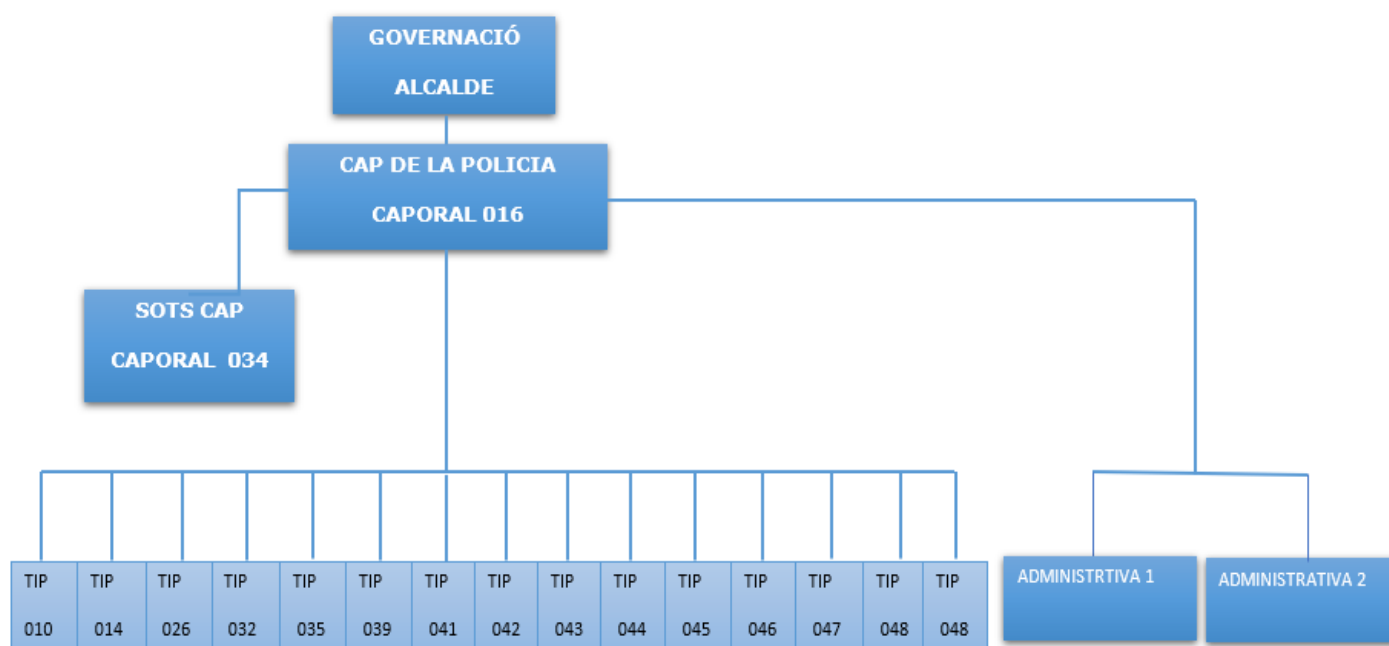 GOVERNACIÓ
ALCALDE
CAP DE LA POLICIA
CAPORAL 016
SOTS CAP
CAPORAL 034
TIP TIP TIP TIP TIP TIP TIP TIP TIP TIP TIP TIP TIP TIP TIP
010 014 026 032 035 039 041 042 043 044 045 046 047 048 048
ADMINISTRTIVA 1
ADMINISTRATIVA 2